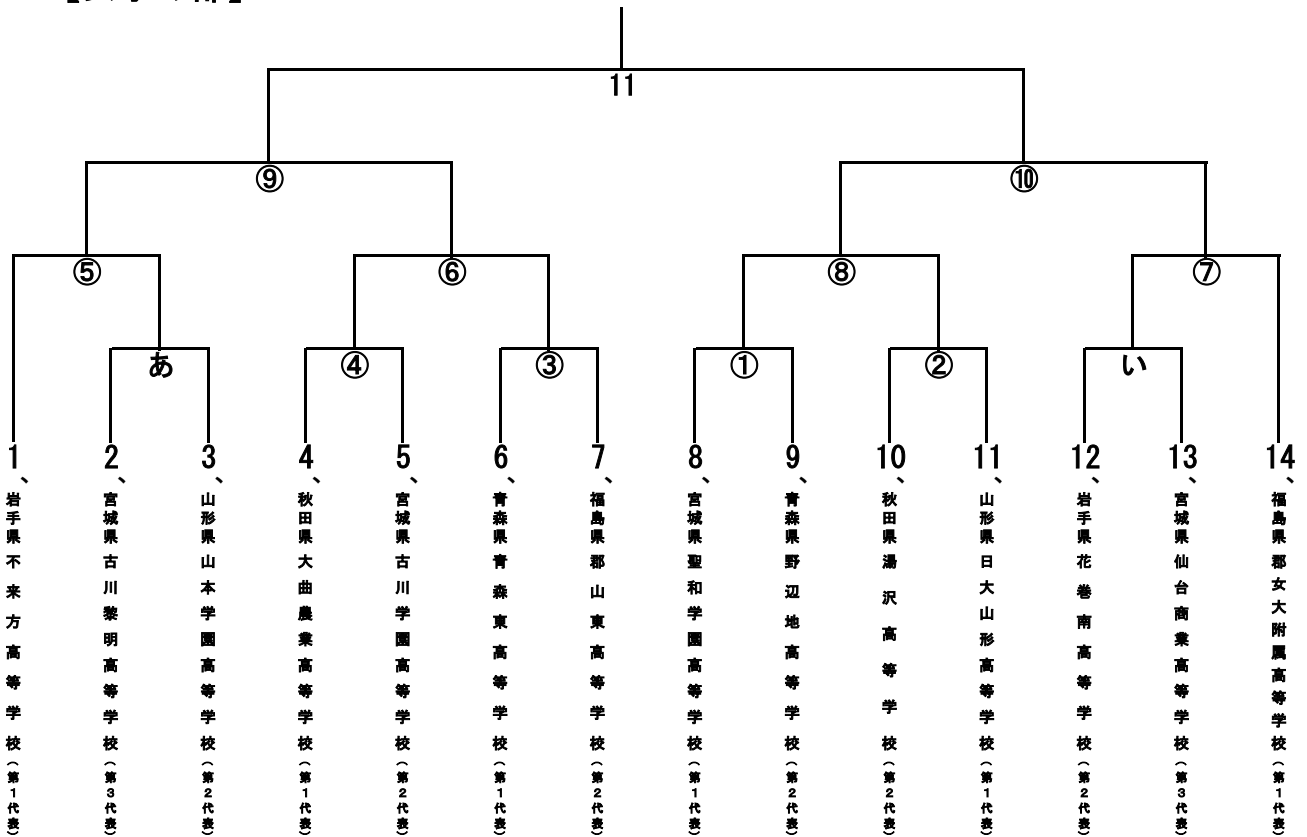 11
⑨
⑩
⑤
⑥
⑧
⑦
あ
④
③
①
②
い
1、岩手県 不来方高等学校（第1代表）
2、宮城県 古川黎明高等学校（第3代表）
3、山形県 山本学園高等学校（第2代表）
4、秋田県 大曲農業高等学校（第1代表）
5、宮城県 古川学園高等学校（第2代表）
6、青森県 青森東高等学校（第1代表）
7、福島県 郡山東高等学校（第2代表）
8、宮城県 聖和学園高等学校（第1代表）
9、青森県 野辺地高等学校（第2代表）
10、秋田県 湯沢高等学校（第2代表）
11、山形県 日大山形高等学校（第1代表）
12、岩手県 花巻南高等学校（第2代表）
13、宮城県 仙台商業高等学校（第3代表）
14、福島県 郡女大附属高等学校（第1代表）